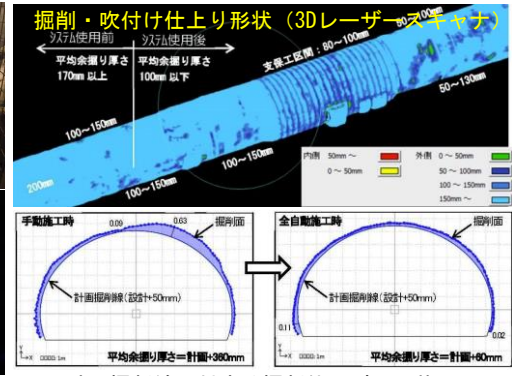 掘削・吹付け仕上り形状（3Dレーザースキャナ）
ｼｽﾃﾑ使用前
ｼｽﾃﾑ使用後
平均余掘り厚さ
170mm 以上
平均余掘り厚さ
100mm 以下
支保工区間：80～100mm
50～100mm
50～130mm
100～150mm
100～150mm
100～150mm
200mm
内側 50mm ～
0 ～ 50mm
外側 0 ～ 50mm
50 ～ 100mm
100 ～ 150mm
150mm ～
手動施工時
0.09
0.63
掘削面
計画掘削線（設計+50mm）
平均余掘り厚さ＝計画+360mm
Y
X
:1m
全自動施工時
掘削面
計画掘削線（設計+50mm）
0.11
0.02
平均余掘り厚さ＝計画+60mm
Y
X
:1m